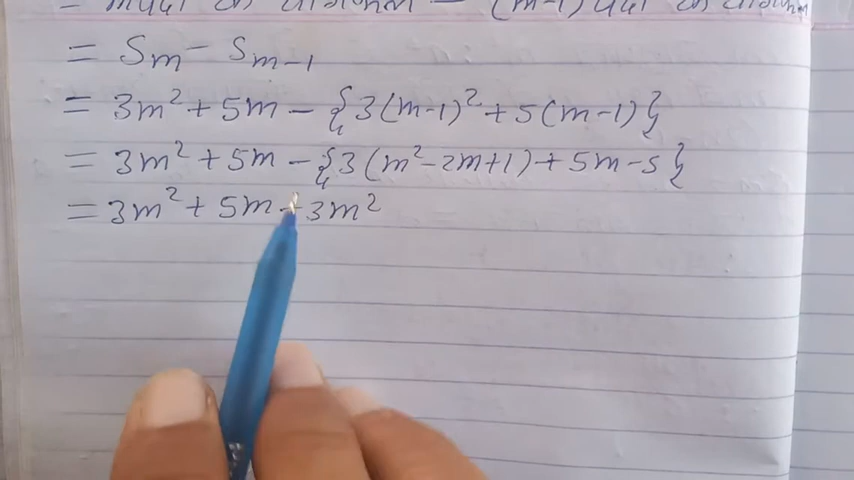 = Sm - Sm-1
= 3m² + 5m - {3(m-1)² + 5(m-1)}
= 3m² + 5m - {3(m²-2m+1) + 5m-5}
= 3m² + 5m - 3m²